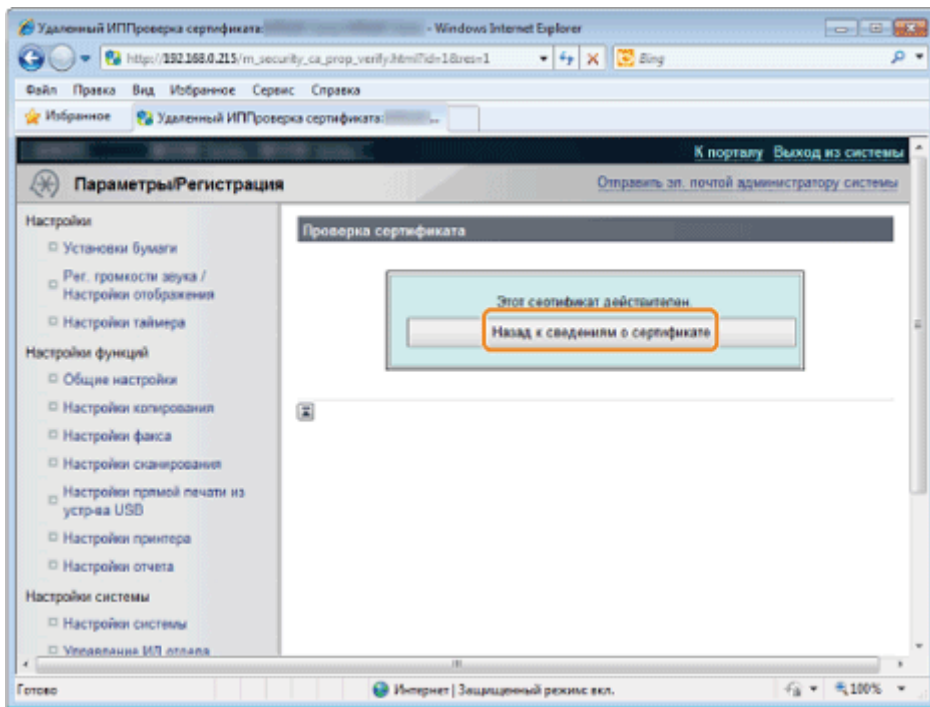 Удаленный ИППроверка сертификата: - Windows Internet Explorer
http://192.168.0.215/m_security_ca_prop_verify.html?id=1&res=1
Bing
Файл Правка Вид Избранное Сервис Справка
Избранное
Удаленный ИППроверка сертификата: ...
К порталу Выход из системы
Параметры/Регистрация
Отправить эл. почтой администратору системы
Настройки
Установки бумаги
Рег. громкости звука /
Настройки отображения
Настройки таймера
Настройки функций
Общие настройки
Настройки копирования
Настройки факса
Настройки сканирования
Настройки прямой печати из
устр-ва USB
Настройки принтера
Настройки отчета
Настройки системы
Настройки системы
Управление ИД отдела
Проверка сертификата
Этот сертификат действителен.
Назад к сведениям о сертификате
Готово
Интернет | Защищенный режим: вкл.
100%